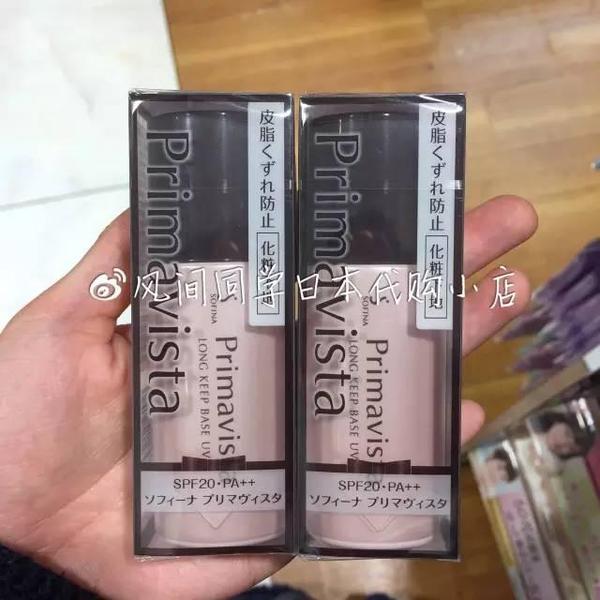 Primavista
皮脂くずれ防止 化粧下地
SOFINA
Primavista
LONG KEEP BASE UV
SPF20・PA++
ソフィーナ プリマヴィスタ
Primavista
皮脂くずれ防止 化粧下地
SOFINA
Primavista
LONG KEEP BASE UV
SPF20・PA++
ソフィーナ プリマヴィスタ
风间同学日本代购小店